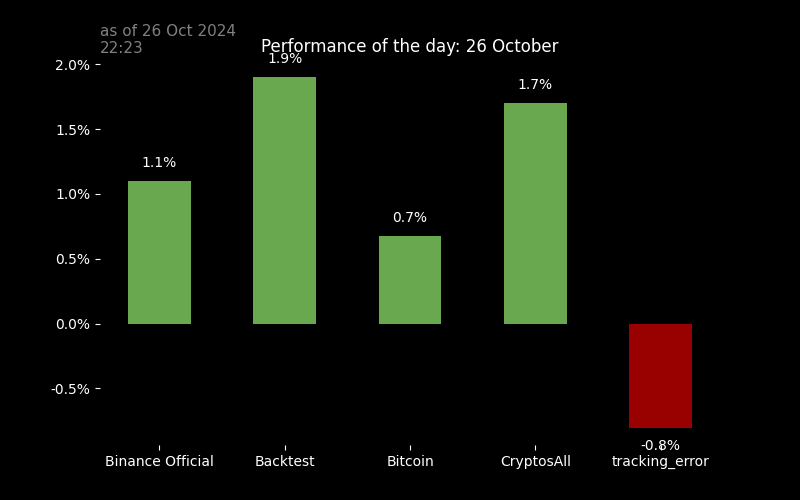 as of 26 Oct 2024
22:23
Performance of the day: 26 October
2.0%
1.5%
1.0%
0.5%
0.0%
-0.5%
1.1%
1.9%
0.7%
1.7%
-0.8%
Binance Official
Backtest
Bitcoin
CryptosAll
tracking_error